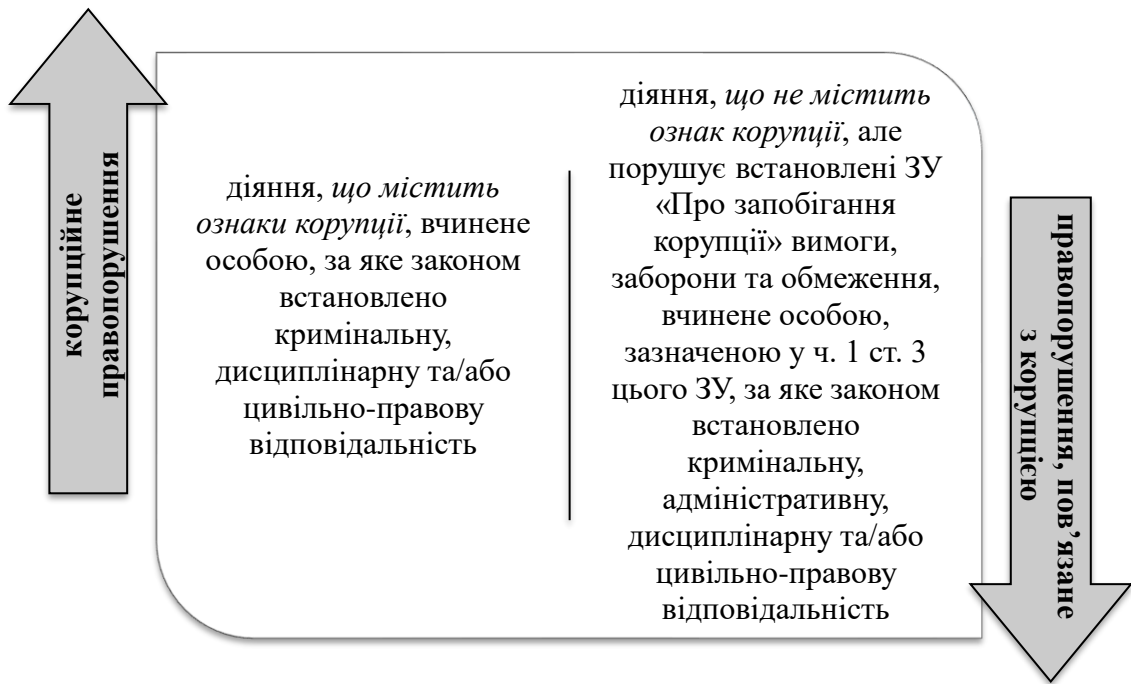 корупційне
правопорушення
діяння, що містить
ознаки корупції, вчинене
особою, за яке законом
встановлено
кримінальну,
дисциплінарну та/або
цивільно-правову
відповідальність
діяння, що не містить
ознак корупції, але
порушує встановлені ЗУ
«Про запобігання
корупції» вимоги,
заборони та обмеження,
вчинене особою,
зазначеною у ч. 1 ст. 3
цього ЗУ, за яке законом
встановлено
кримінальну,
адміністративну,
дисциплінарну та/або
цивільно-правову
відповідальність
правопорушення, пов’язане
з корупцією